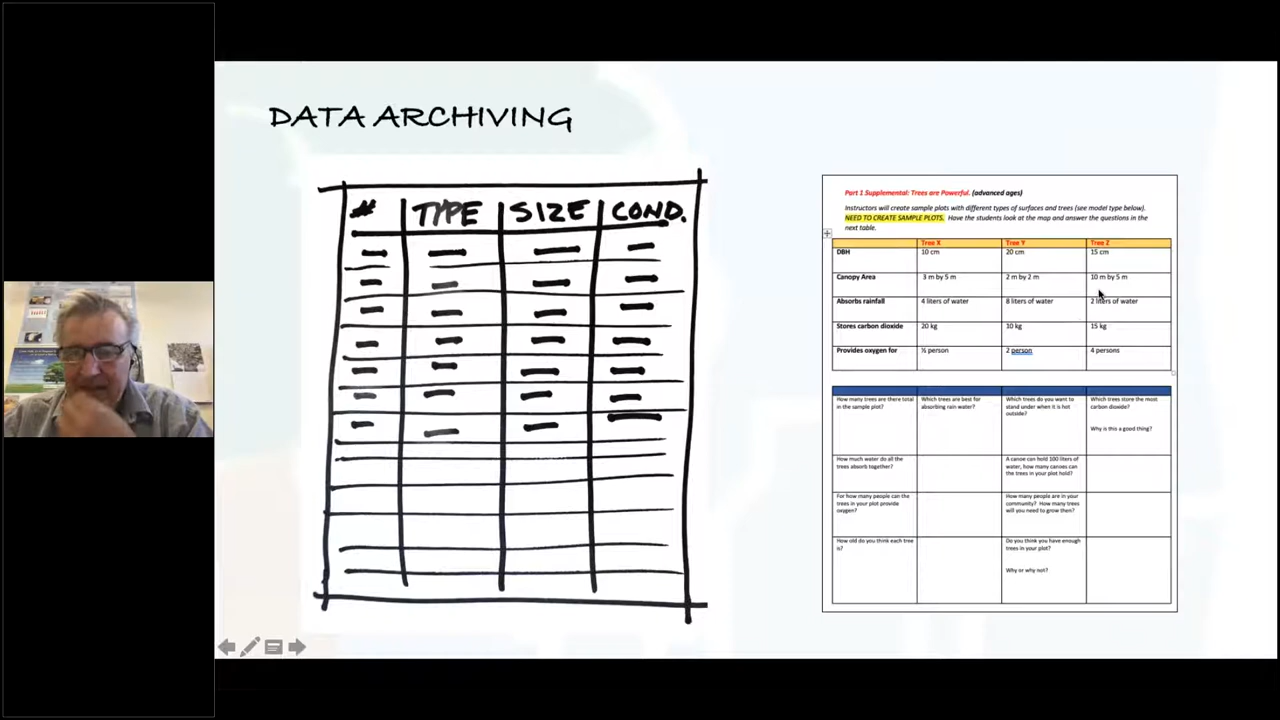 DATA ARCHIVING
# TYPE SIZE COND.
Part 1 Supplemental: Trees are Powerful. (advanced ages)
Instructors will create sample plots with different types of surfaces and trees (see model type below).
NEED TO CREATE SAMPLE PLOTS. Have the students look at the map and answer the questions in the
next table.
Tree X Tree Y Tree Z
DBH 10 cm 20 cm 15 cm
Canopy Area 3 m by 5 m 2 m by 2 m 10 m by 5 m
Absorbs rainfall 4 liters of water 8 liters of water 2 liters of water
Stores carbon dioxide 20 kg 10 kg 15 kg
Provides oxygen for ½ person 2 person 4 persons
How many trees are there total
in the sample plot?
Which trees are best for
absorbing rain water?
Which trees do you want to
stand under when it is hot
outside?
Which trees store the most
carbon dioxide?
Why is this a good thing?
How much water do all the
trees absorb together?
A canoe can hold 100 liters of
water, how many canoes can
the trees in your plot hold?
For how many people can the
trees in your plot provide
oxygen?
How many people are in your
community? How many trees
will you need to grow then?
How old do you think each tree
is?
Do you think you have enough
trees in your plot?
Why or why not?